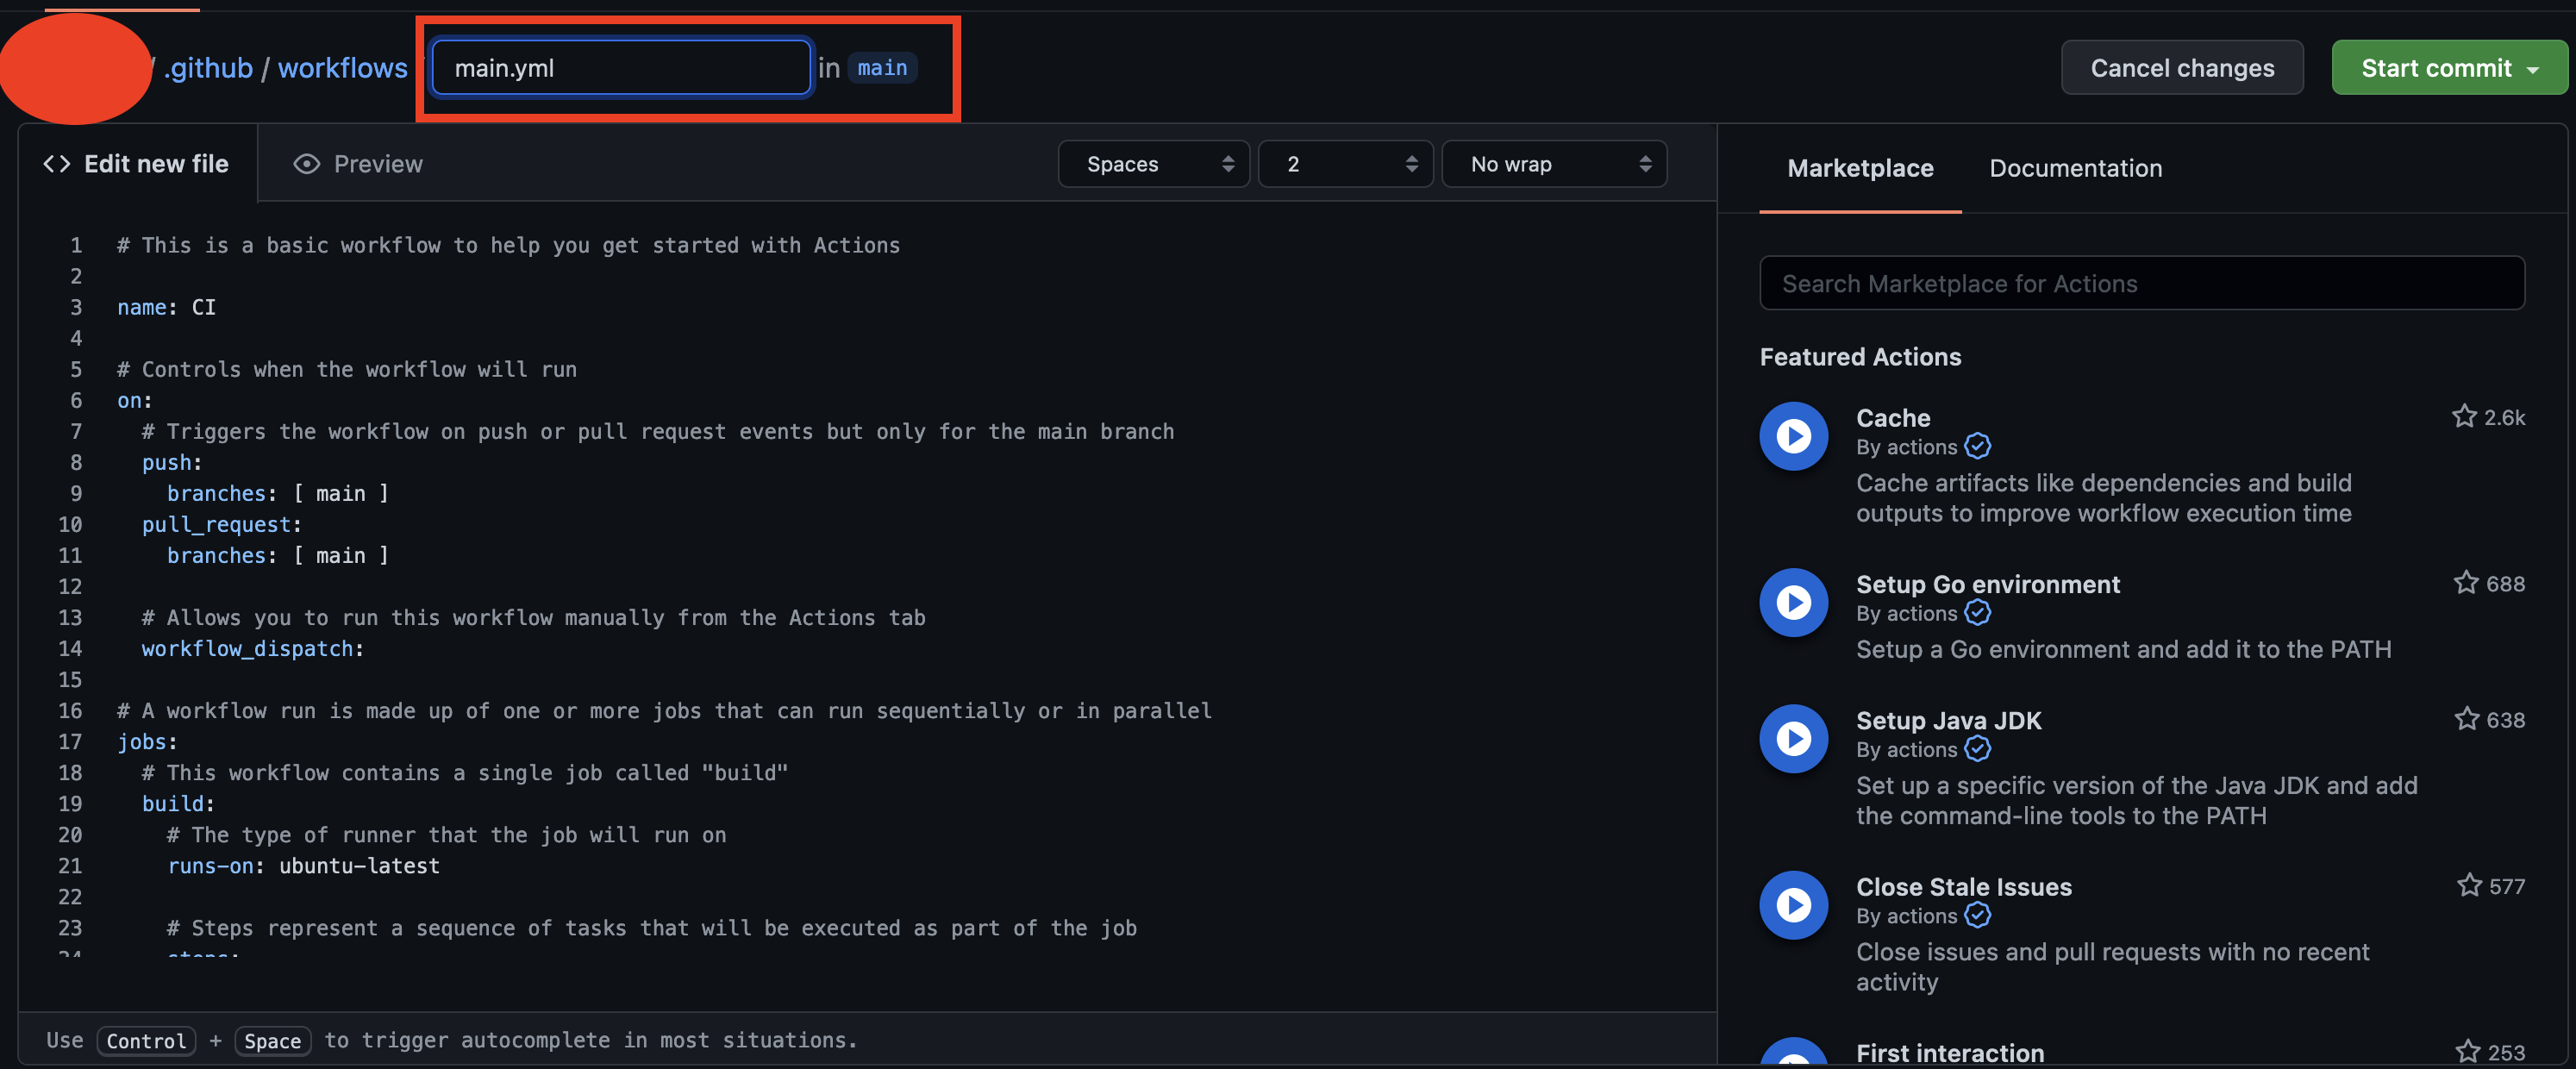 / .github / workflows / main.yml in main
Cancel changes
Start commit
Edit new file
Preview
Spaces
2
No wrap
1 # This is a basic workflow to help you get started with Actions
2
3 name: CI
4
5 # Controls when the workflow will run
6 on:
7 # Triggers the workflow on push or pull request events but only for the main branch
8 push:
9 branches: [ main ]
10 pull_request:
11 branches: [ main ]
12
13 # Allows you to run this workflow manually from the Actions tab
14 workflow_dispatch:
15
16 # A workflow run is made up of one or more jobs that can run sequentially or in parallel
17 jobs:
18 # This workflow contains a single job called "build"
19 build:
20 # The type of runner that the job will run on
21 runs-on: ubuntu-latest
22
23 # Steps represent a sequence of tasks that will be executed as part of the job
24 steps:
Use Control + Space to trigger autocomplete in most situations.
Marketplace
Documentation
Search Marketplace for Actions
Featured Actions
Cache
2.6k
By actions
Cache artifacts like dependencies and build
outputs to improve workflow execution time
Setup Go environment
688
By actions
Setup a Go environment and add it to the PATH
Setup Java JDK
638
By actions
Set up a specific version of the Java JDK and add
the command-line tools to the PATH
Close Stale Issues
577
By actions
Close issues and pull requests with no recent
activity
First interaction
253